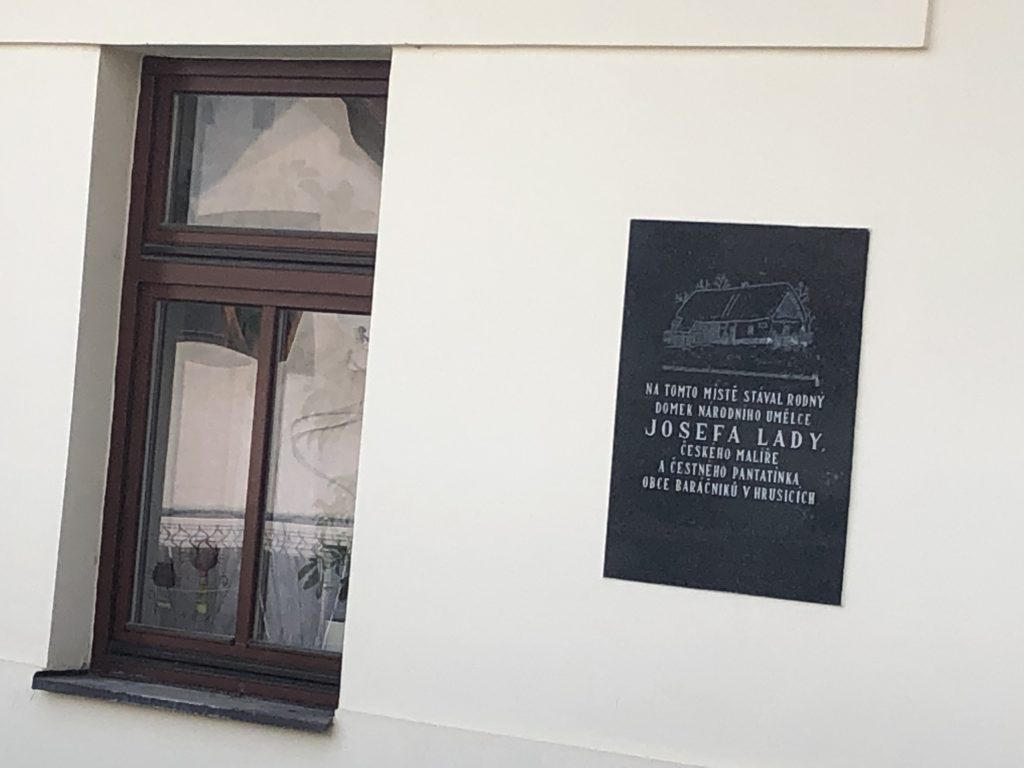 NA TOMTO MÍSTĚ STÁVAL RODNÝ
DOMEK NÁRODNÍHO UMĚLCE
JOSEFA LADY,
ČESKÉHO MALÍŘE
A ČESTNÉHO PANTATÍNKA
OBCE BARÁČNÍKŮ V HRUSICÍCH